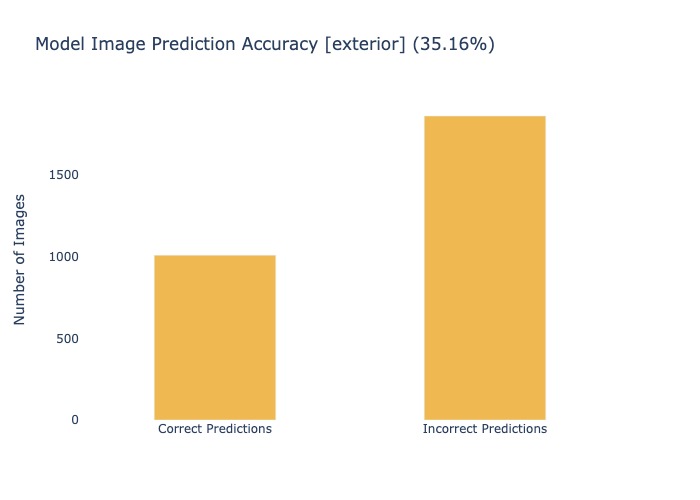 Model Image Prediction Accuracy [exterior] (35.16%)
Number of Images
1500
1000
500
0
Correct Predictions
Incorrect Predictions